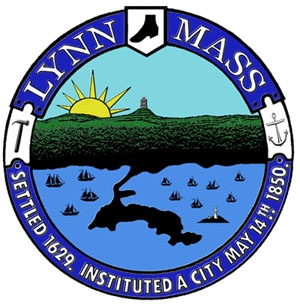 LYNN MASS
SETTLED 1629. INSTITUTED A CITY MAY 14TH 1850.